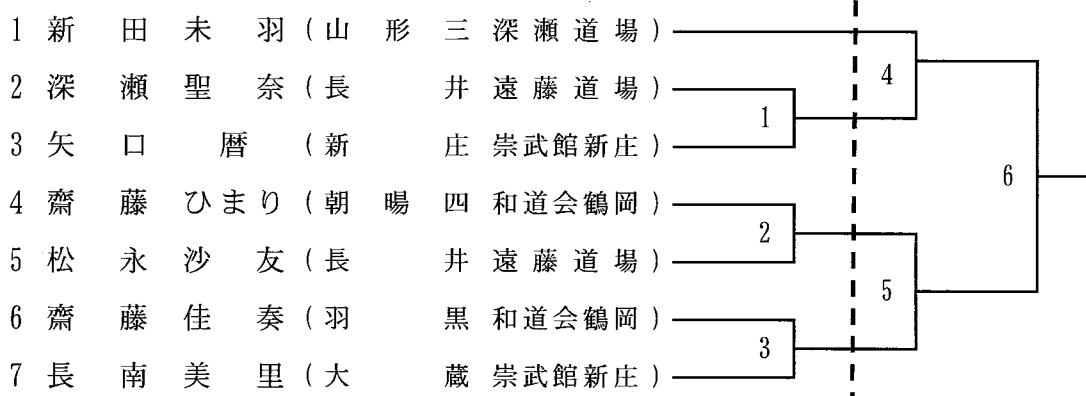 1 新田未羽（山形三 深瀬道場）
2 深瀬聖奈（長井 遠藤道場）
3 矢口暦（新庄 崇武館新庄）
4 齋藤ひまり（朝暘四 和道会鶴岡）
5 松永沙友（長井 遠藤道場）
6 齋藤佳奏（羽黒 和道会鶴岡）
7 長南美里（大蔵 崇武館新庄）
1
2
3
4
5
6